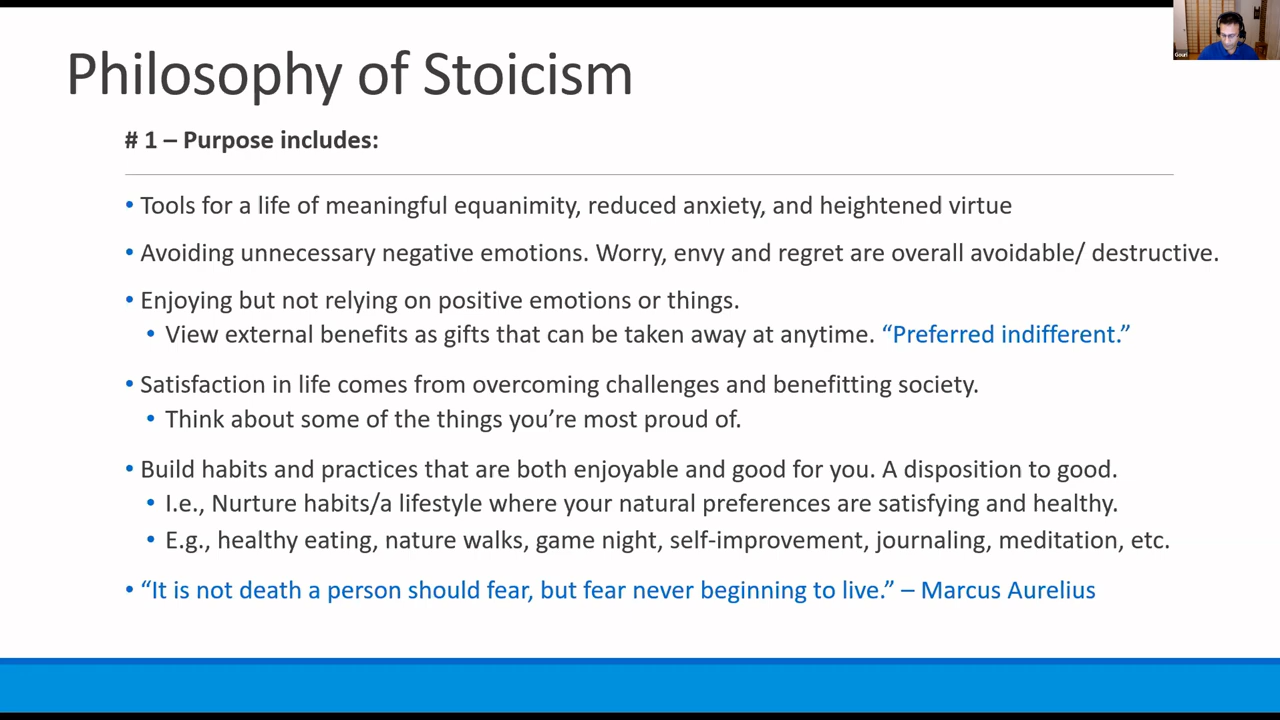 Philosophy of Stoicism
# 1 – Purpose includes:
• Tools for a life of meaningful equanimity, reduced anxiety, and heightened virtue
• Avoiding unnecessary negative emotions. Worry, envy and regret are overall avoidable/ destructive.
• Enjoying but not relying on positive emotions or things.
• View external benefits as gifts that can be taken away at anytime. “Preferred indifferent.”
• Satisfaction in life comes from overcoming challenges and benefitting society.
• Think about some of the things you’re most proud of.
• Build habits and practices that are both enjoyable and good for you. A disposition to good.
• I.e., Nurture habits/a lifestyle where your natural preferences are satisfying and healthy.
• E.g., healthy eating, nature walks, game night, self-improvement, journaling, meditation, etc.
• “It is not death a person should fear, but fear never beginning to live.” – Marcus Aurelius